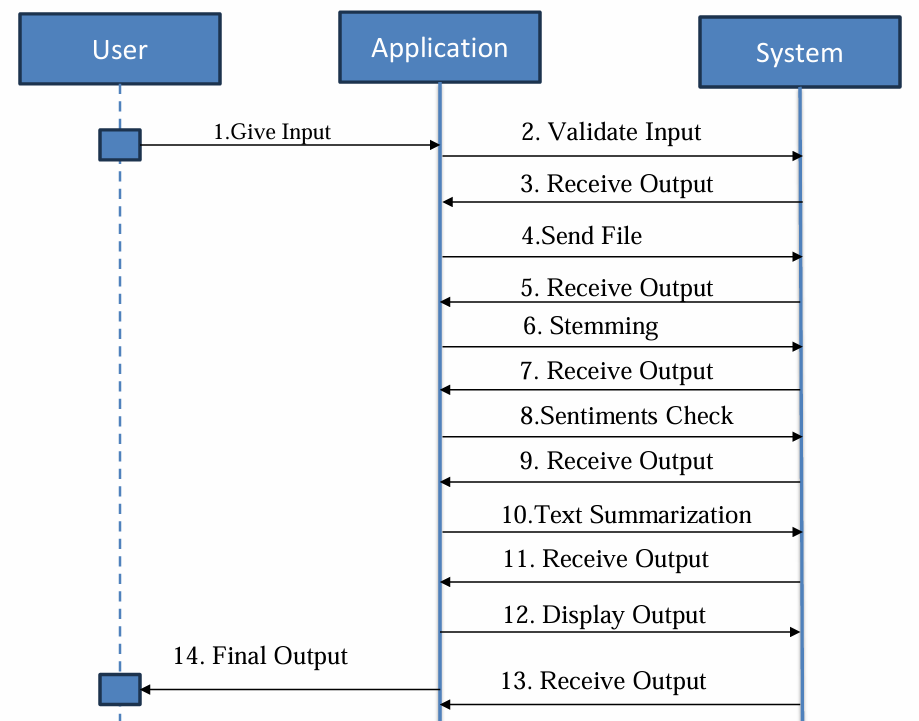 User
Application
System
1.Give Input
2. Validate Input
3. Receive Output
4.Send File
5. Receive Output
6. Stemming
7. Receive Output
8.Sentiments Check
9. Receive Output
10.Text Summarization
11. Receive Output
12. Display Output
14. Final Output
13. Receive Output